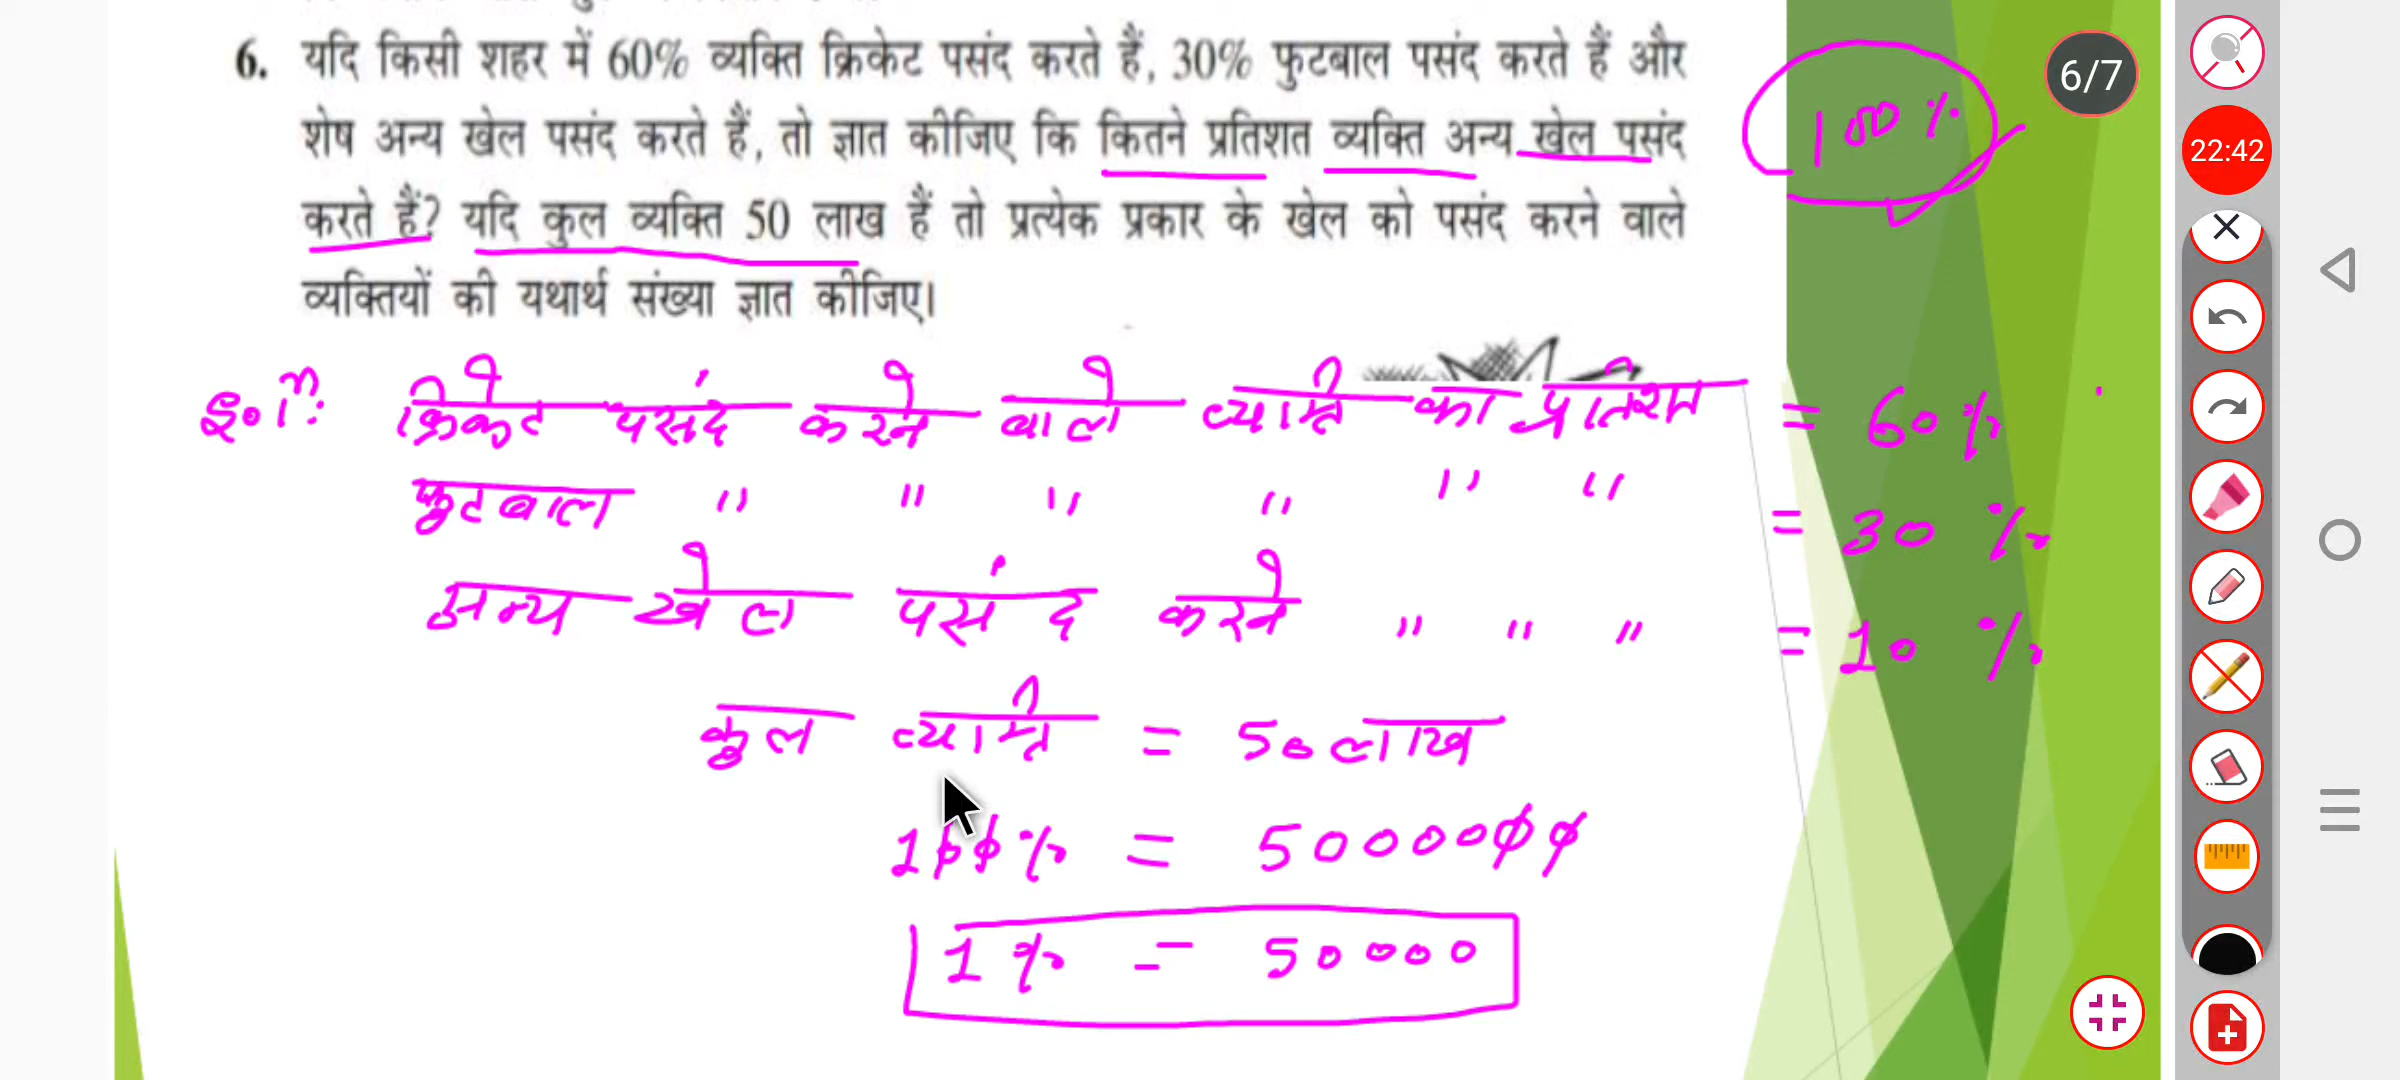 6. यदि किसी शहर में 60% व्यक्ति क्रिकेट पसंद करते हैं, 30% फुटबाल पसंद करते हैं और
शेष अन्य खेल पसंद करते हैं, तो ज्ञात कीजिए कि कितने प्रतिशत व्यक्ति अन्य खेल पसंद
करते हैं? यदि कुल व्यक्ति 50 लाख हैं तो प्रत्येक प्रकार के खेल को पसंद करने वाले
व्यक्तियों की यथार्थ संख्या ज्ञात कीजिए।
100%
6/7
22:42
Solⁿ: क्रिकेट पसंद करने वाले व्यक्ति का प्रतिशत = 60%
फुटबाल " " " " " " = 30%
अन्य खेल पसंद करने " " " = 10%
कुल व्यक्ति = 50 लाख
100% = 5000000
1% = 50000